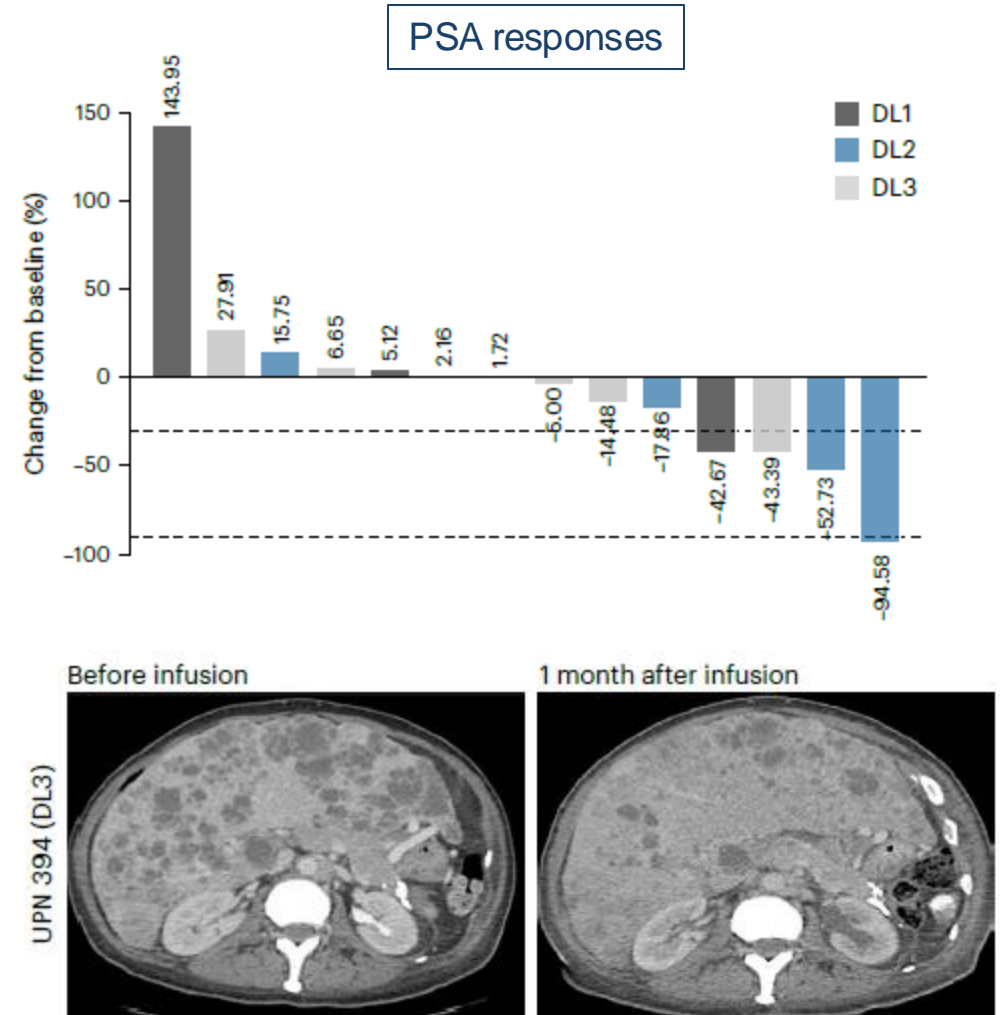 PSA responses
143.95
150
100
50
0
−50
−100
Change from baseline (%)
DL1
DL2
DL3
27.91
15.75
6.65
5.12
2.16
1.72
−14.48
−17.86
−42.67
−43.39
−52.73
−94.58
Before infusion
1 month after infusion
UPN 394 (DL3)